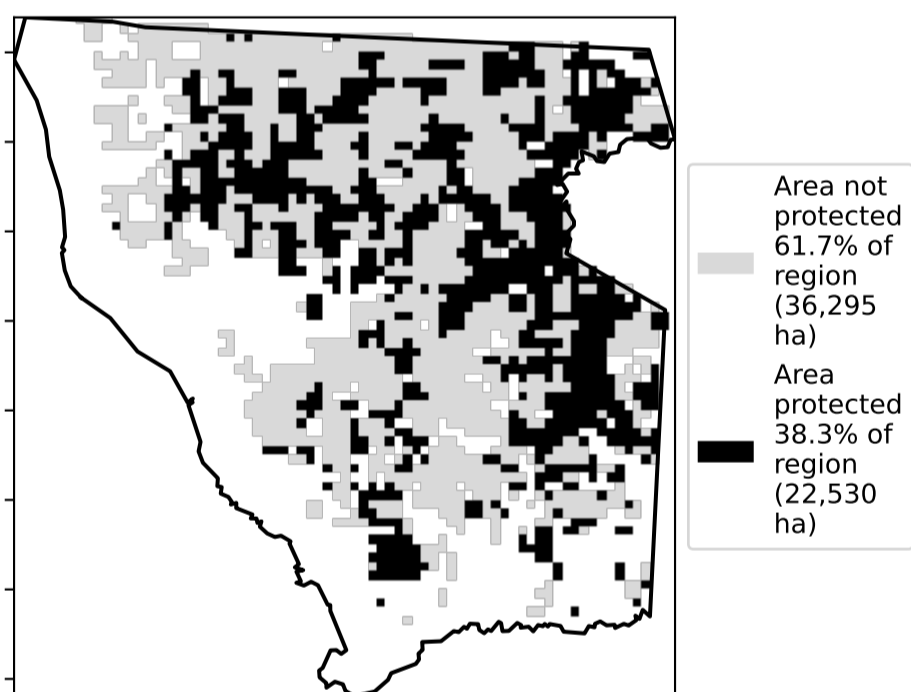 Area not
protected
61.7% of
region
(36,295
ha)
Area
protected
38.3% of
region
(22,530
ha)